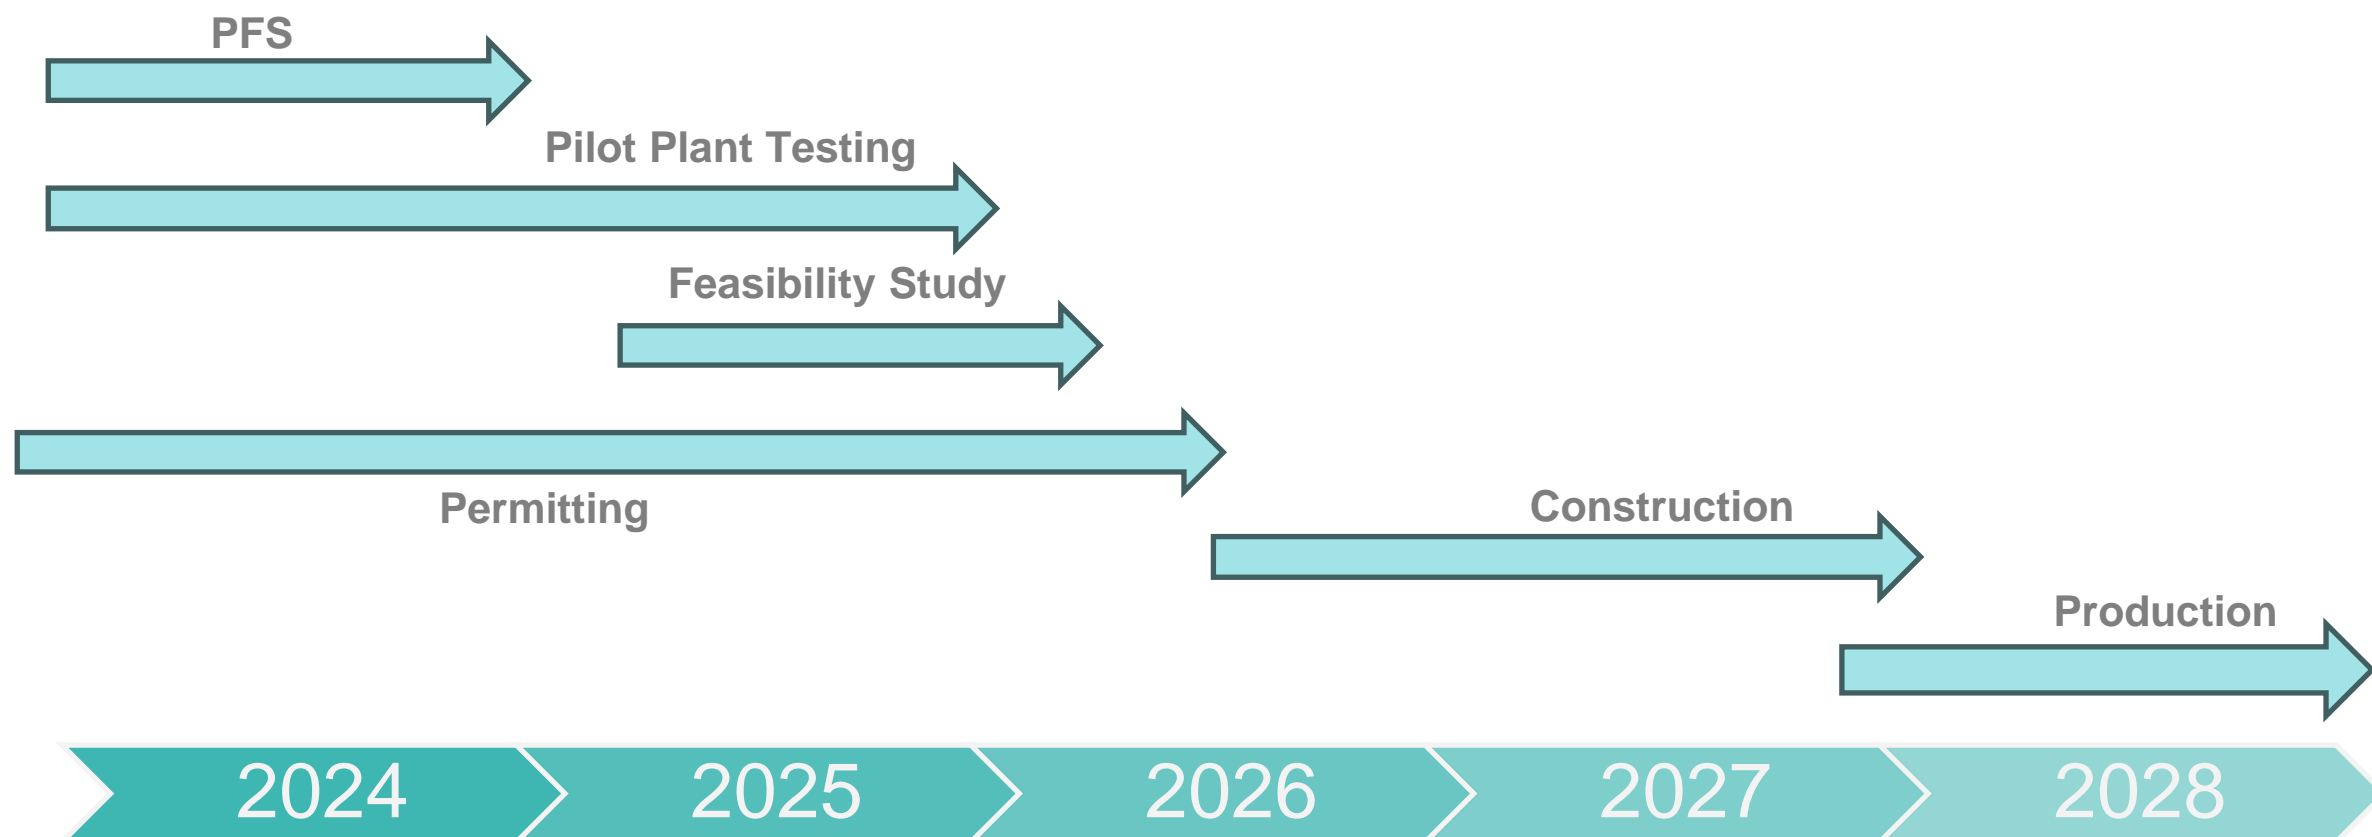 PFS
Pilot Plant Testing
Feasibility Study
Permitting
Construction
Production
2024 2025 2026 2027 2028